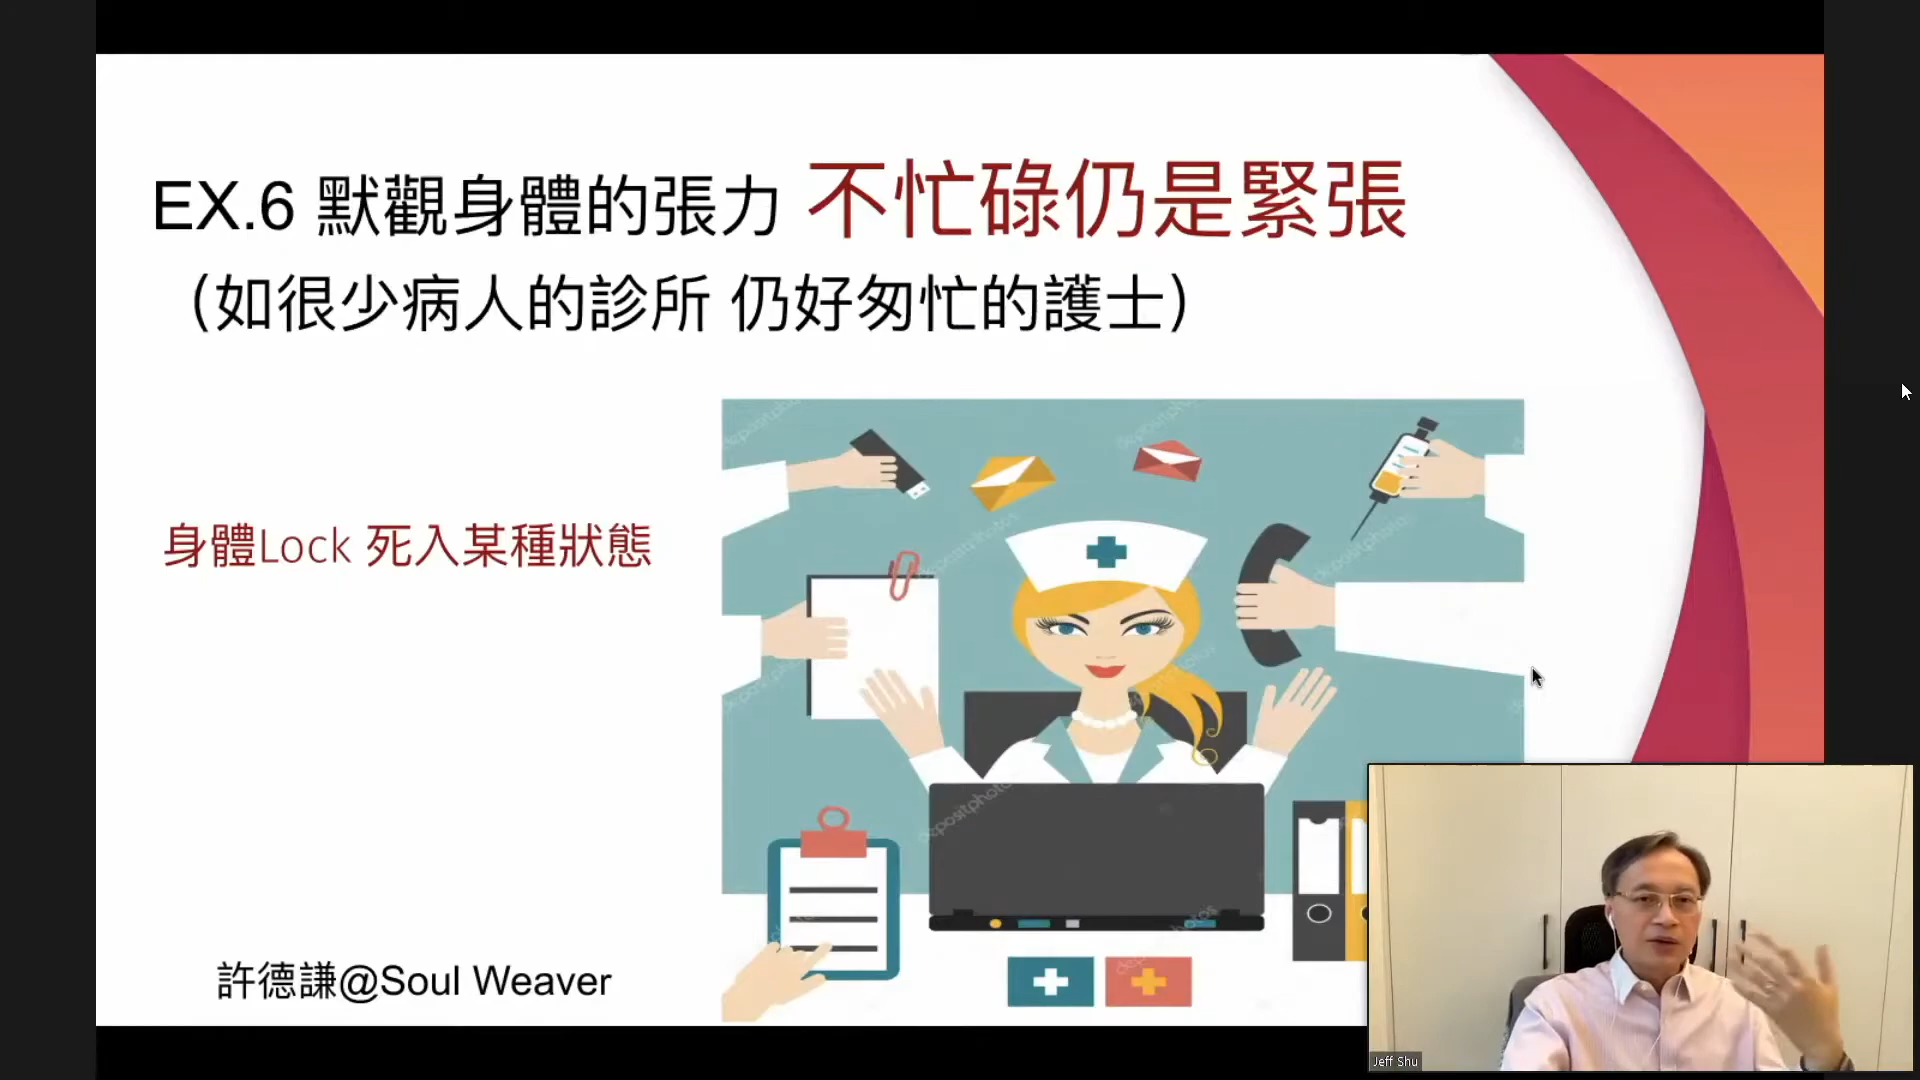 EX.6 默觀身體的張力 不忙碌仍是緊張
（如很少病人的診所 仍好匆忙的護士）
身體Lock 死入某種狀態
許德謙@Soul Weaver
depositphotos
Jeff Shu